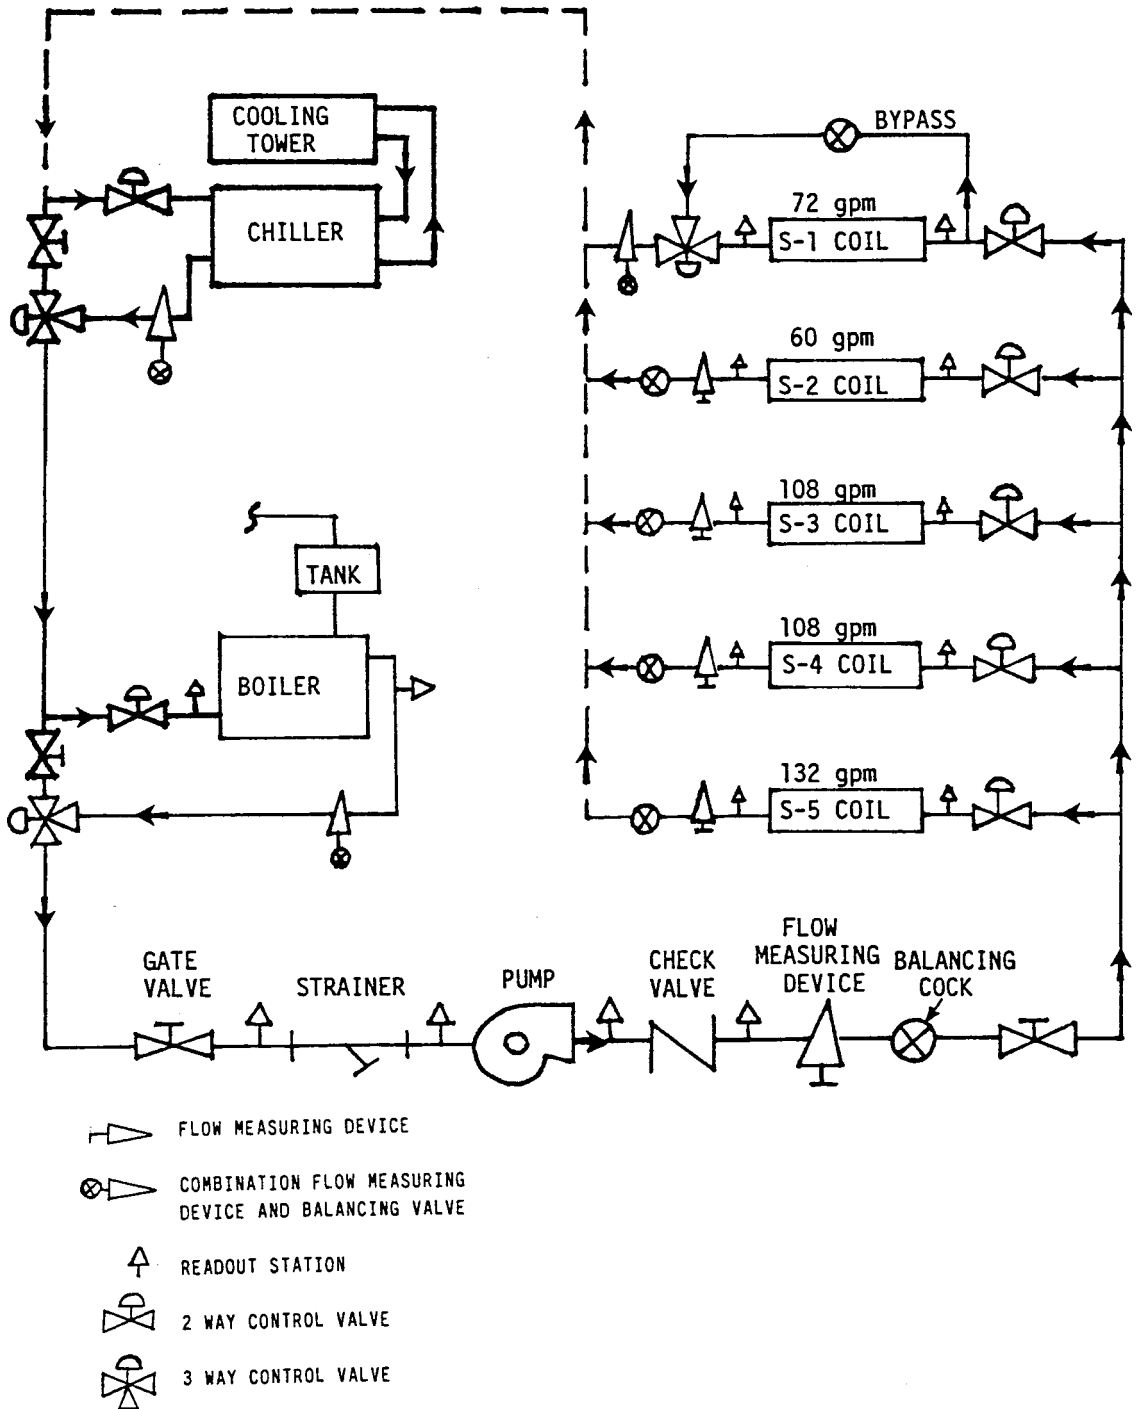 COOLING
TOWER
BYPASS
CHILLER
72 gpm
S-1 COIL
60 gpm
S-2 COIL
108 gpm
S-3 COIL
TANK
108 gpm
S-4 COIL
BOILER
132 gpm
S-5 COIL
GATE
VALVE
STRAINER
PUMP
CHECK
VALVE
FLOW
MEASURING
DEVICE
BALANCING
COCK
FLOW MEASURING DEVICE
COMBINATION FLOW MEASURING
DEVICE AND BALANCING VALVE
READOUT STATION
2 WAY CONTROL VALVE
3 WAY CONTROL VALVE